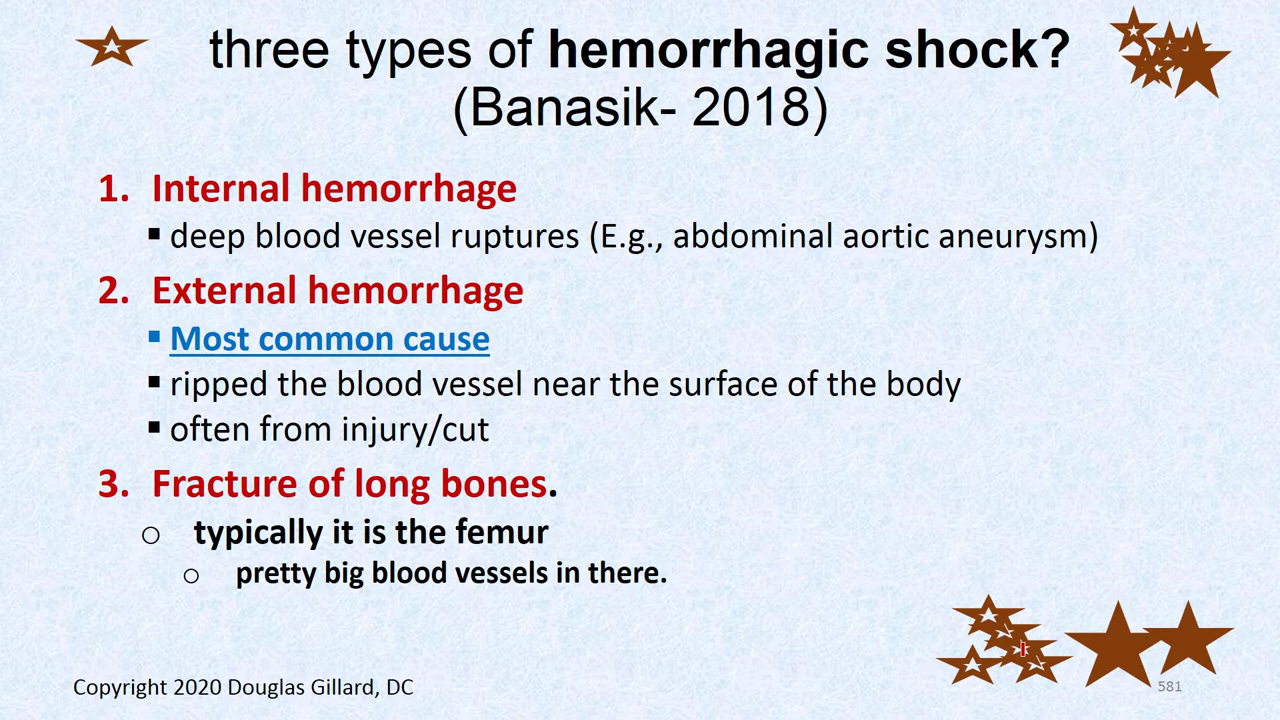 three types of hemorrhagic shock?
(Banasik- 2018)
1. Internal hemorrhage
▪ deep blood vessel ruptures (E.g., abdominal aortic aneurysm)
2. External hemorrhage
▪ Most common cause
▪ ripped the blood vessel near the surface of the body
▪ often from injury/cut
3. Fracture of long bones.
o typically it is the femur
o pretty big blood vessels in there.
Copyright 2020 Douglas Gillard, DC
581